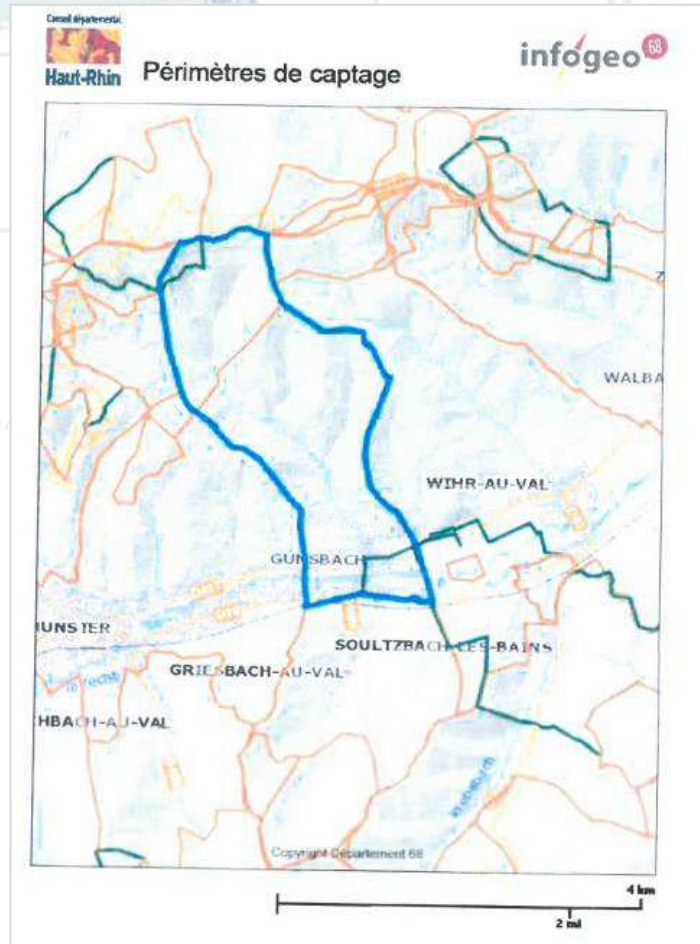 Conseil départemental
Haut-Rhin
Périmètres de captage
infogeo 68
WALBA
WIHR-AU-VAL
GUNSBACH
SOULTZBACH-LES-BAINS
GRIESBACH-AU-VAL
HBACH-AU-VAL
Copyright Département 68
4 km
2 mi